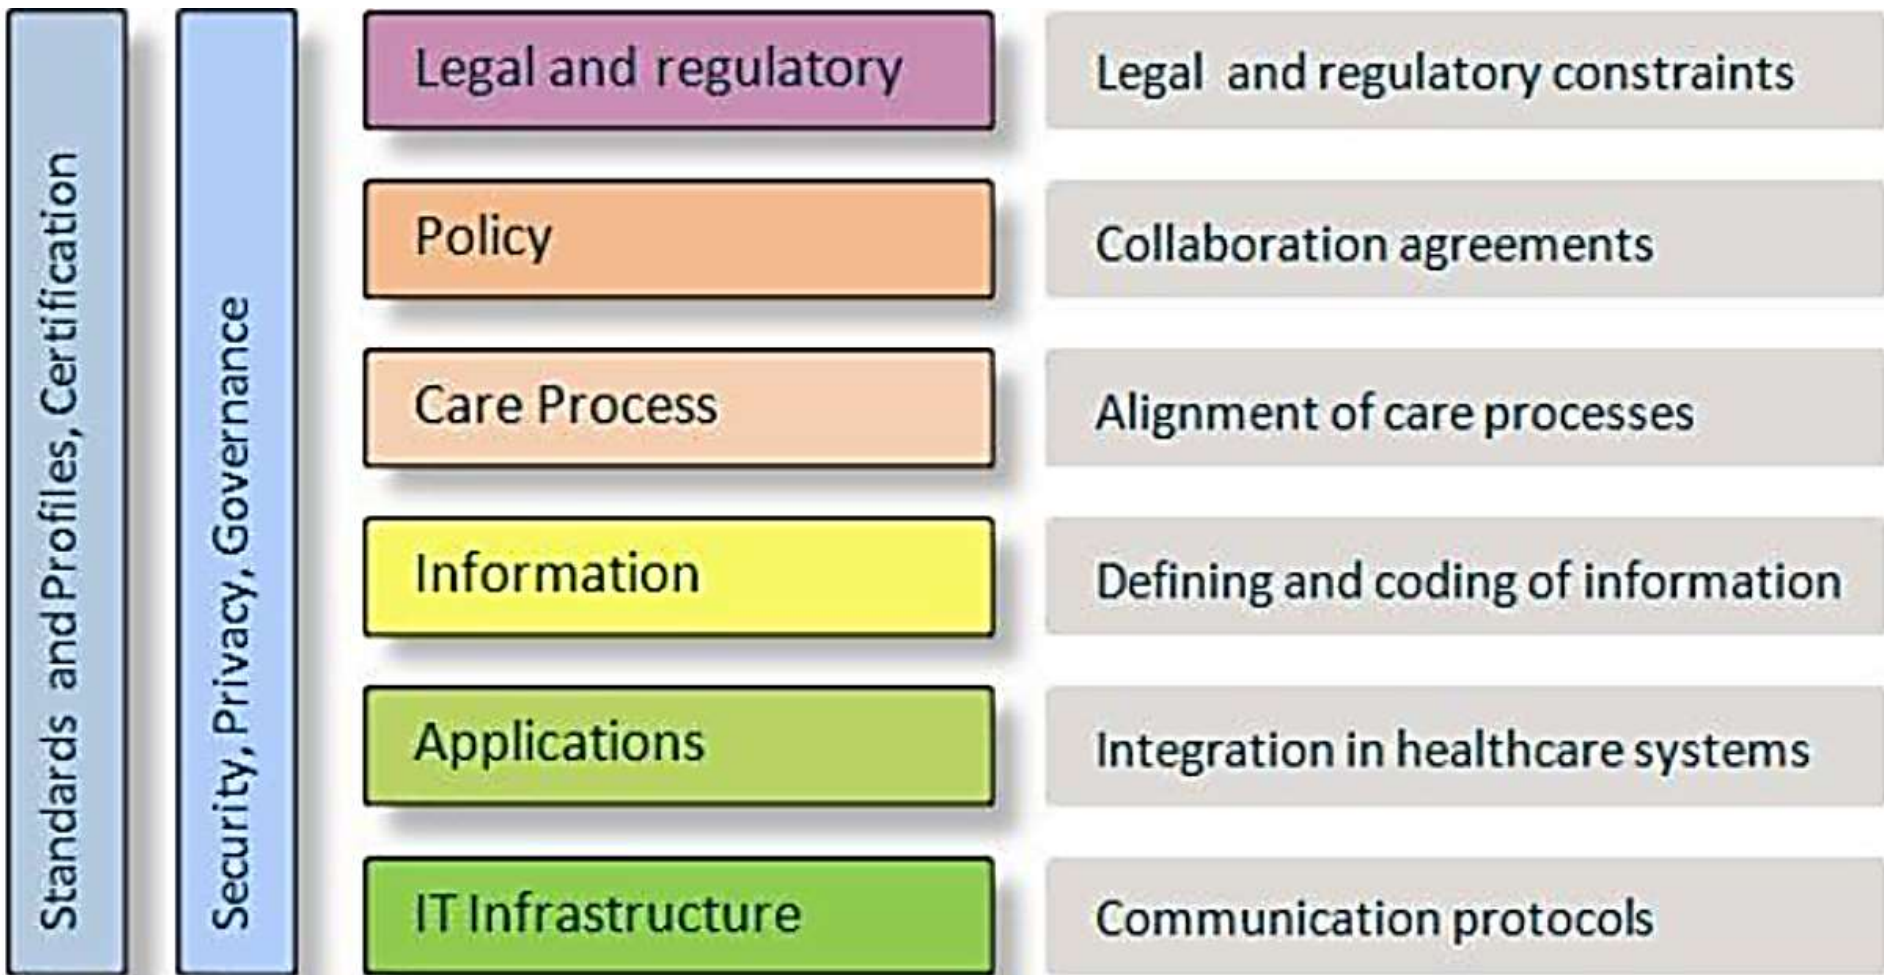 Standards and Profiles, Certification
Security, Privacy, Governance
Legal and regulatory
Legal and regulatory constraints
Policy
Collaboration agreements
Care Process
Alignment of care processes
Information
Defining and coding of information
Applications
Integration in healthcare systems
IT Infrastructure
Communication protocols